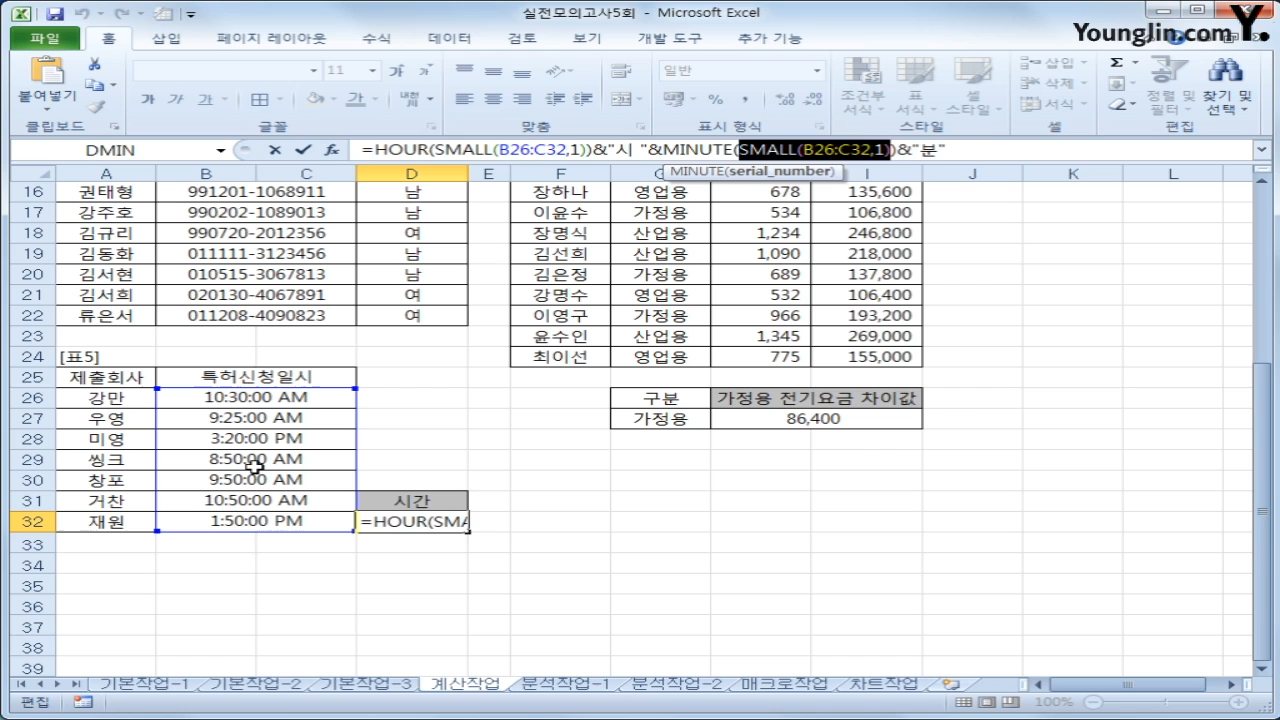 실전모의고사5회 - Microsoft Excel
Younglin.com Y.
파일 홈 삽입 페이지 레이아웃 수식 데이터 검토 보기 개발 도구 추가 기능
붙여넣기 11 가 가 일반 조건부 서식 표 서식 셀 스타일 삽입 삭제 서식 정렬 및 필터 찾기 및 선택
클립보드 글꼴 맞춤 표시 형식 스타일 셀 편집
DMIN =HOUR(SMALL(B26:C32,1))&"시 "&MINUTE(SMALL(B26:C32,1))&"분"
MINUTE(serial_number)
A B C D E F G I J K L
16 권태형 991201-1068911 남 장하나 영업용 678 135,600
17 강주호 990202-1089013 남 이윤수 가정용 534 106,800
18 김규리 990720-2012356 여 장명식 산업용 1,234 246,800
19 김동화 011111-3123456 남 김선희 산업용 1,090 218,000
20 김서현 010515-3067813 남 김은정 가정용 689 137,800
21 김서희 020130-4067891 여 강명수 영업용 532 106,400
22 류은서 011208-4090823 여 이영구 가정용 966 193,200
23 윤수인 산업용 1,345 269,000
24 [표5] 최이선 영업용 775 155,000
25 제출회사 특허신청일시
26 강만 10:30:00 AM 구분 가정용 전기요금 차이값
27 우영 9:25:00 AM 가정용 86,400
28 미영 3:20:00 PM
29 씽크 8:50:00 AM
30 창포 9:50:00 AM
31 거찬 10:50:00 AM 시간
32 재원 1:50:00 PM =HOUR(SMA
33
34
35
36
37
38
39
기본작업-1 기본작업-2 기본작업-3 계산작업 분석작업-1 분석작업-2 매크로작업 차트작업
편집 100%